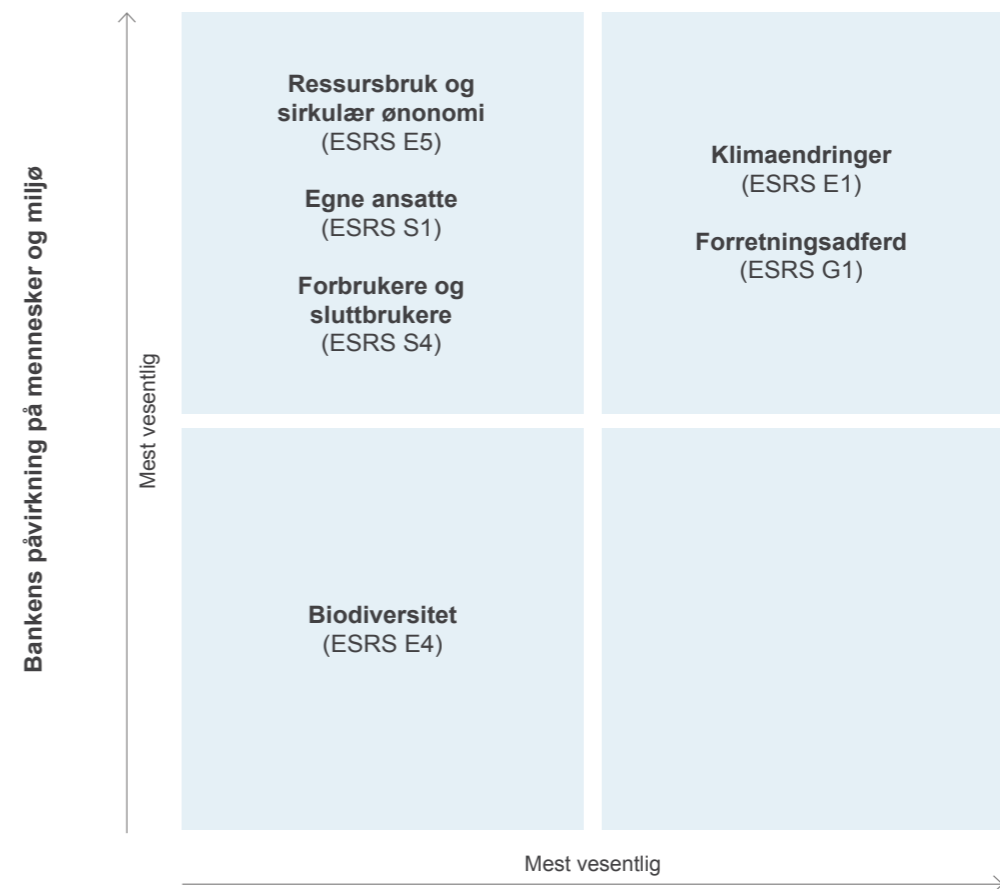 Bankens påvirkning på mennesker og miljø
Mest vesentlig
Ressursbruk og
sirkulær ønonomi
(ESRS E5)
Egne ansatte
(ESRS S1)
Forbrukere og
sluttbrukere
(ESRS S4)
Klimaendringer
(ESRS E1)
Forretningsadferd
(ESRS G1)
Biodiversitet
(ESRS E4)
Mest vesentlig